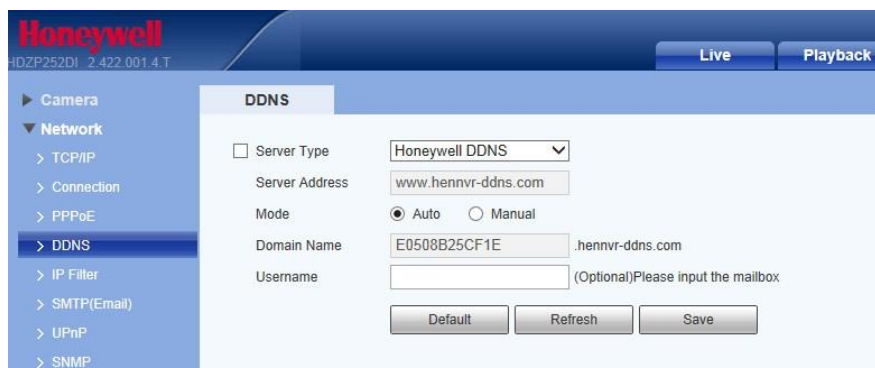 Honeywell
HDZP252DI 2.422.001.4.T
Live
Playback
Camera
Network
TCP/IP
Connection
PPPoE
DDNS
IP Filter
SMTP(Email)
UPnP
SNMP
DDNS
Server Type Honeywell DDNS
Server Address www.hennvr-ddns.com
Mode Auto Manual
Domain Name E0508B25CF1E .hennvr-ddns.com
Username (Optional)Please input the mailbox
Default Refresh Save